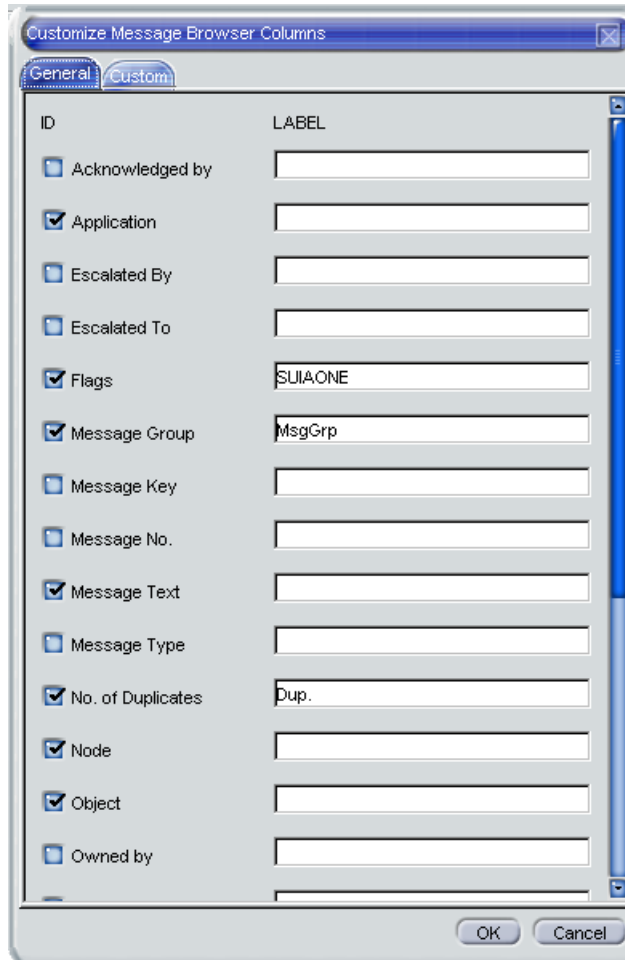 Customize Message Browser Columns
General Custom
ID LABEL
Acknowledged by
Application
Escalated By
Escalated To
Flags SUIAONE
Message Group MsgGrp
Message Key
Message No.
Message Text
Message Type
No. of Duplicates Dup.
Node
Object
Owned by
OK Cancel